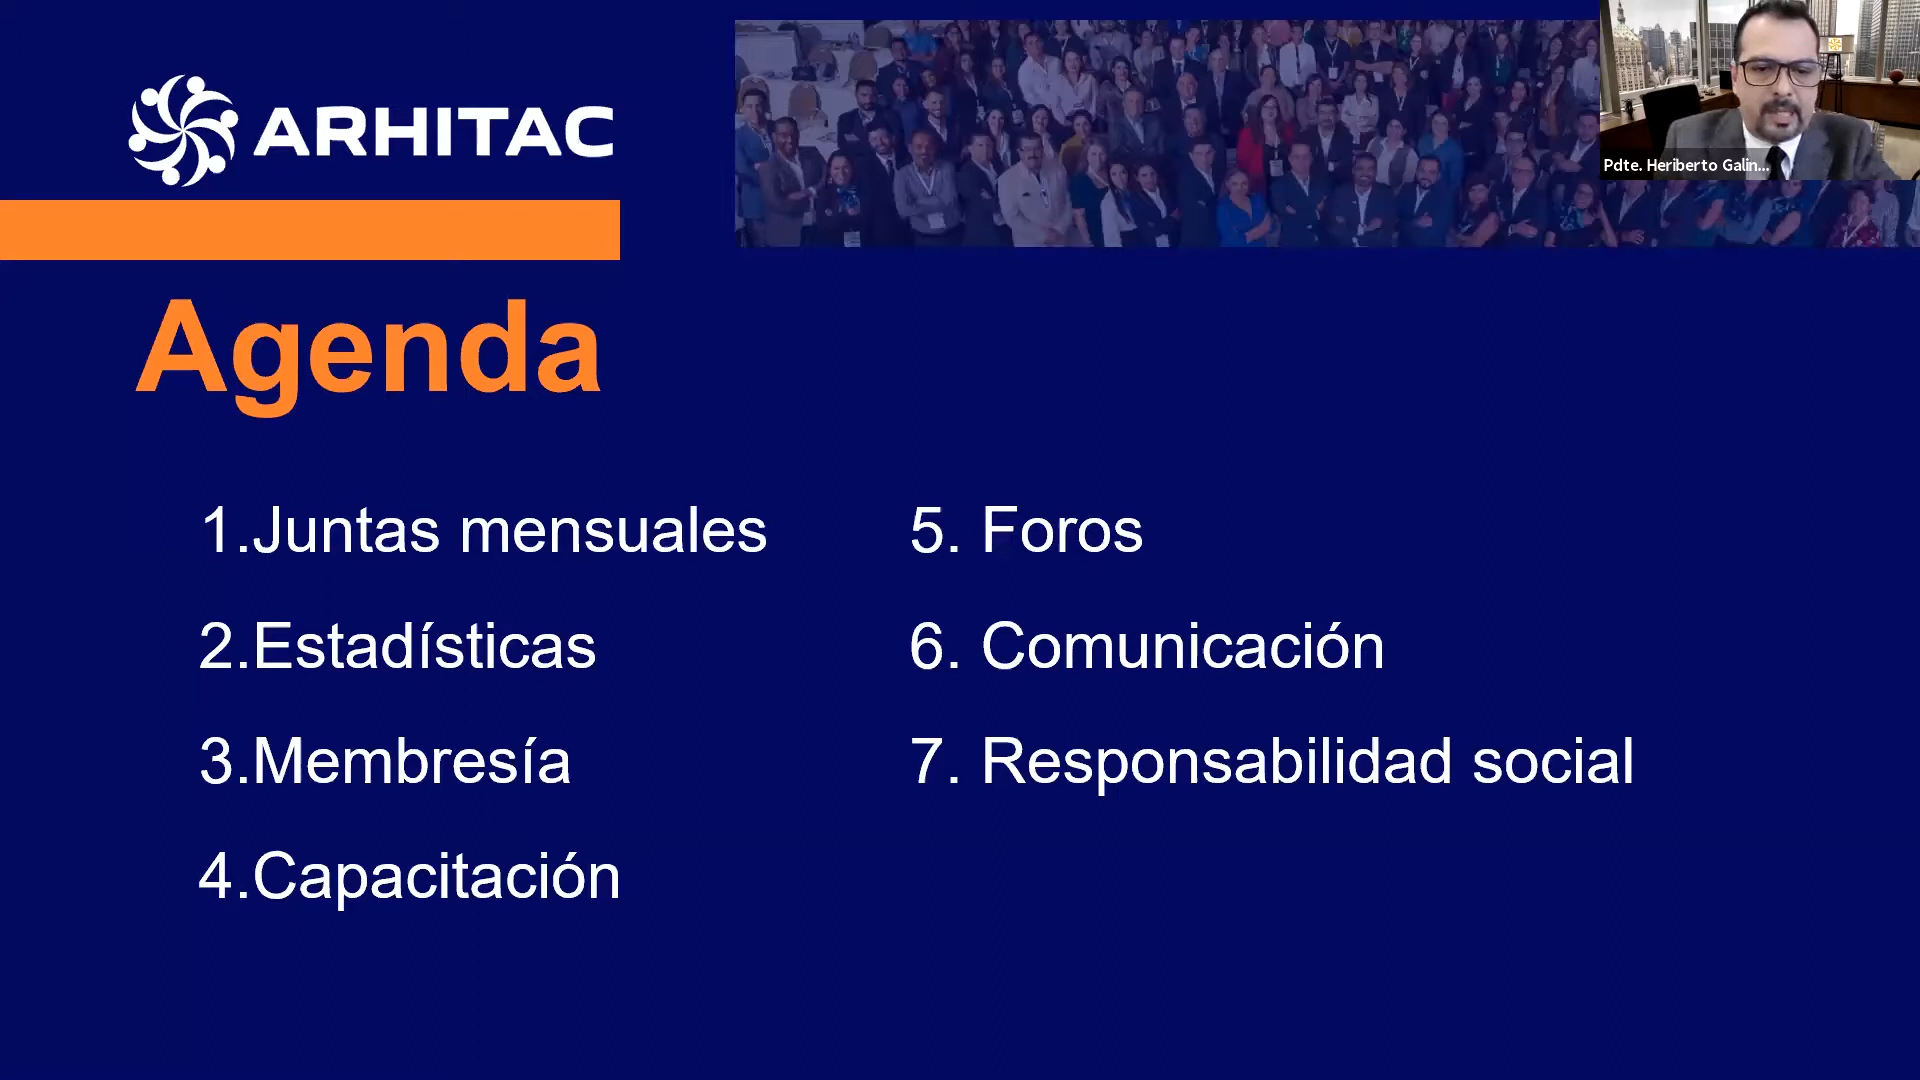 ARHITAC
Pdte. Heriberto Galin...
Agenda
1.Juntas mensuales
2.Estadísticas
3.Membresía
4.Capacitación
5. Foros
6. Comunicación
7. Responsabilidad social